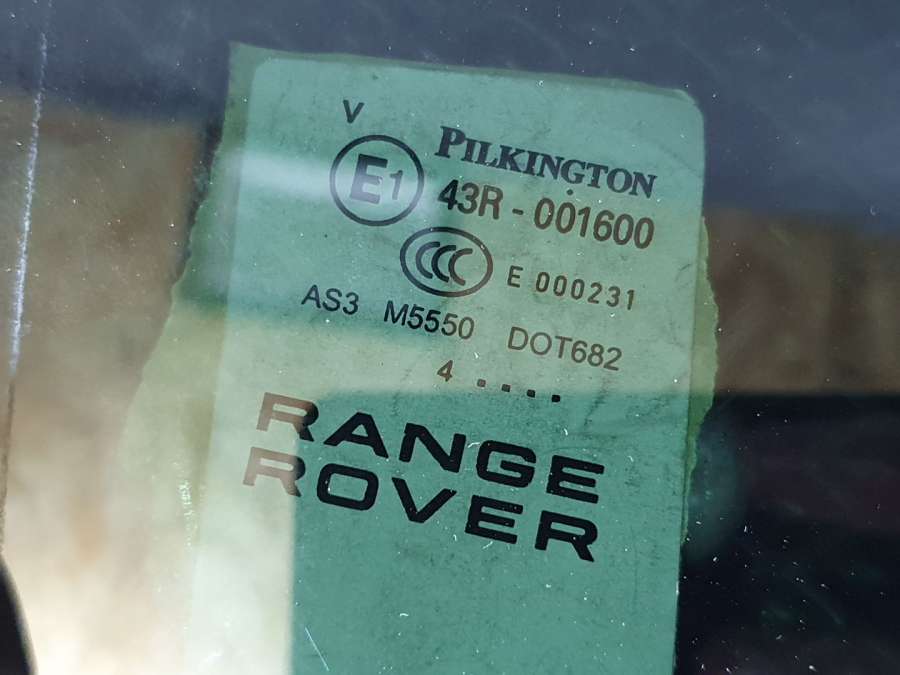 V
PILKINGTON
E1 43R - 001600
CCC E 000231
AS3 M5550 DOT682
4 ....
RANGE
ROVER